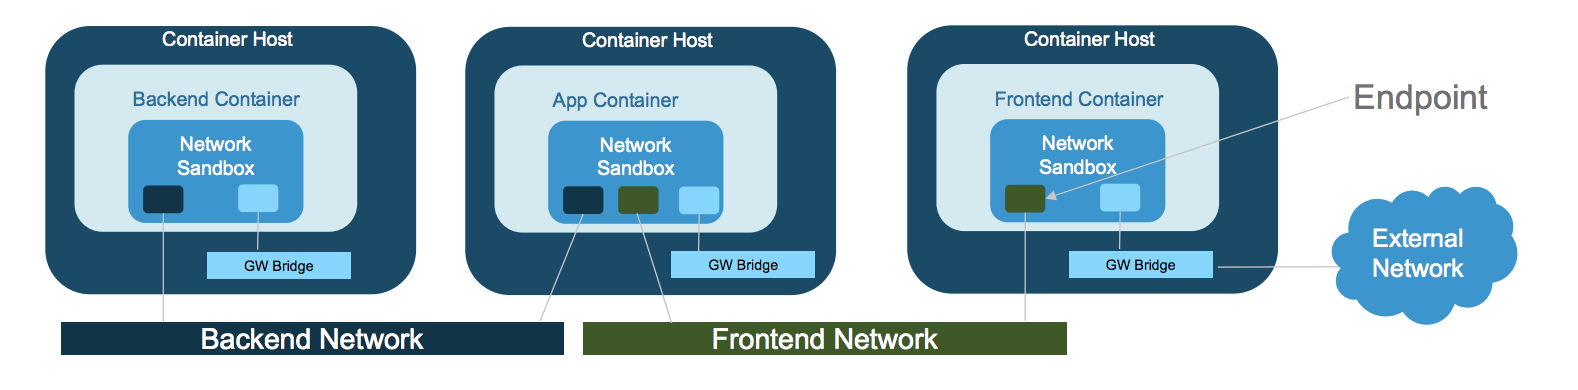 Container Host
Backend Container
Network
Sandbox
GW Bridge
Container Host
App Container
Network
Sandbox
GW Bridge
Container Host
Frontend Container
Network
Sandbox
GW Bridge
Endpoint
External
Network
Backend Network
Frontend Network